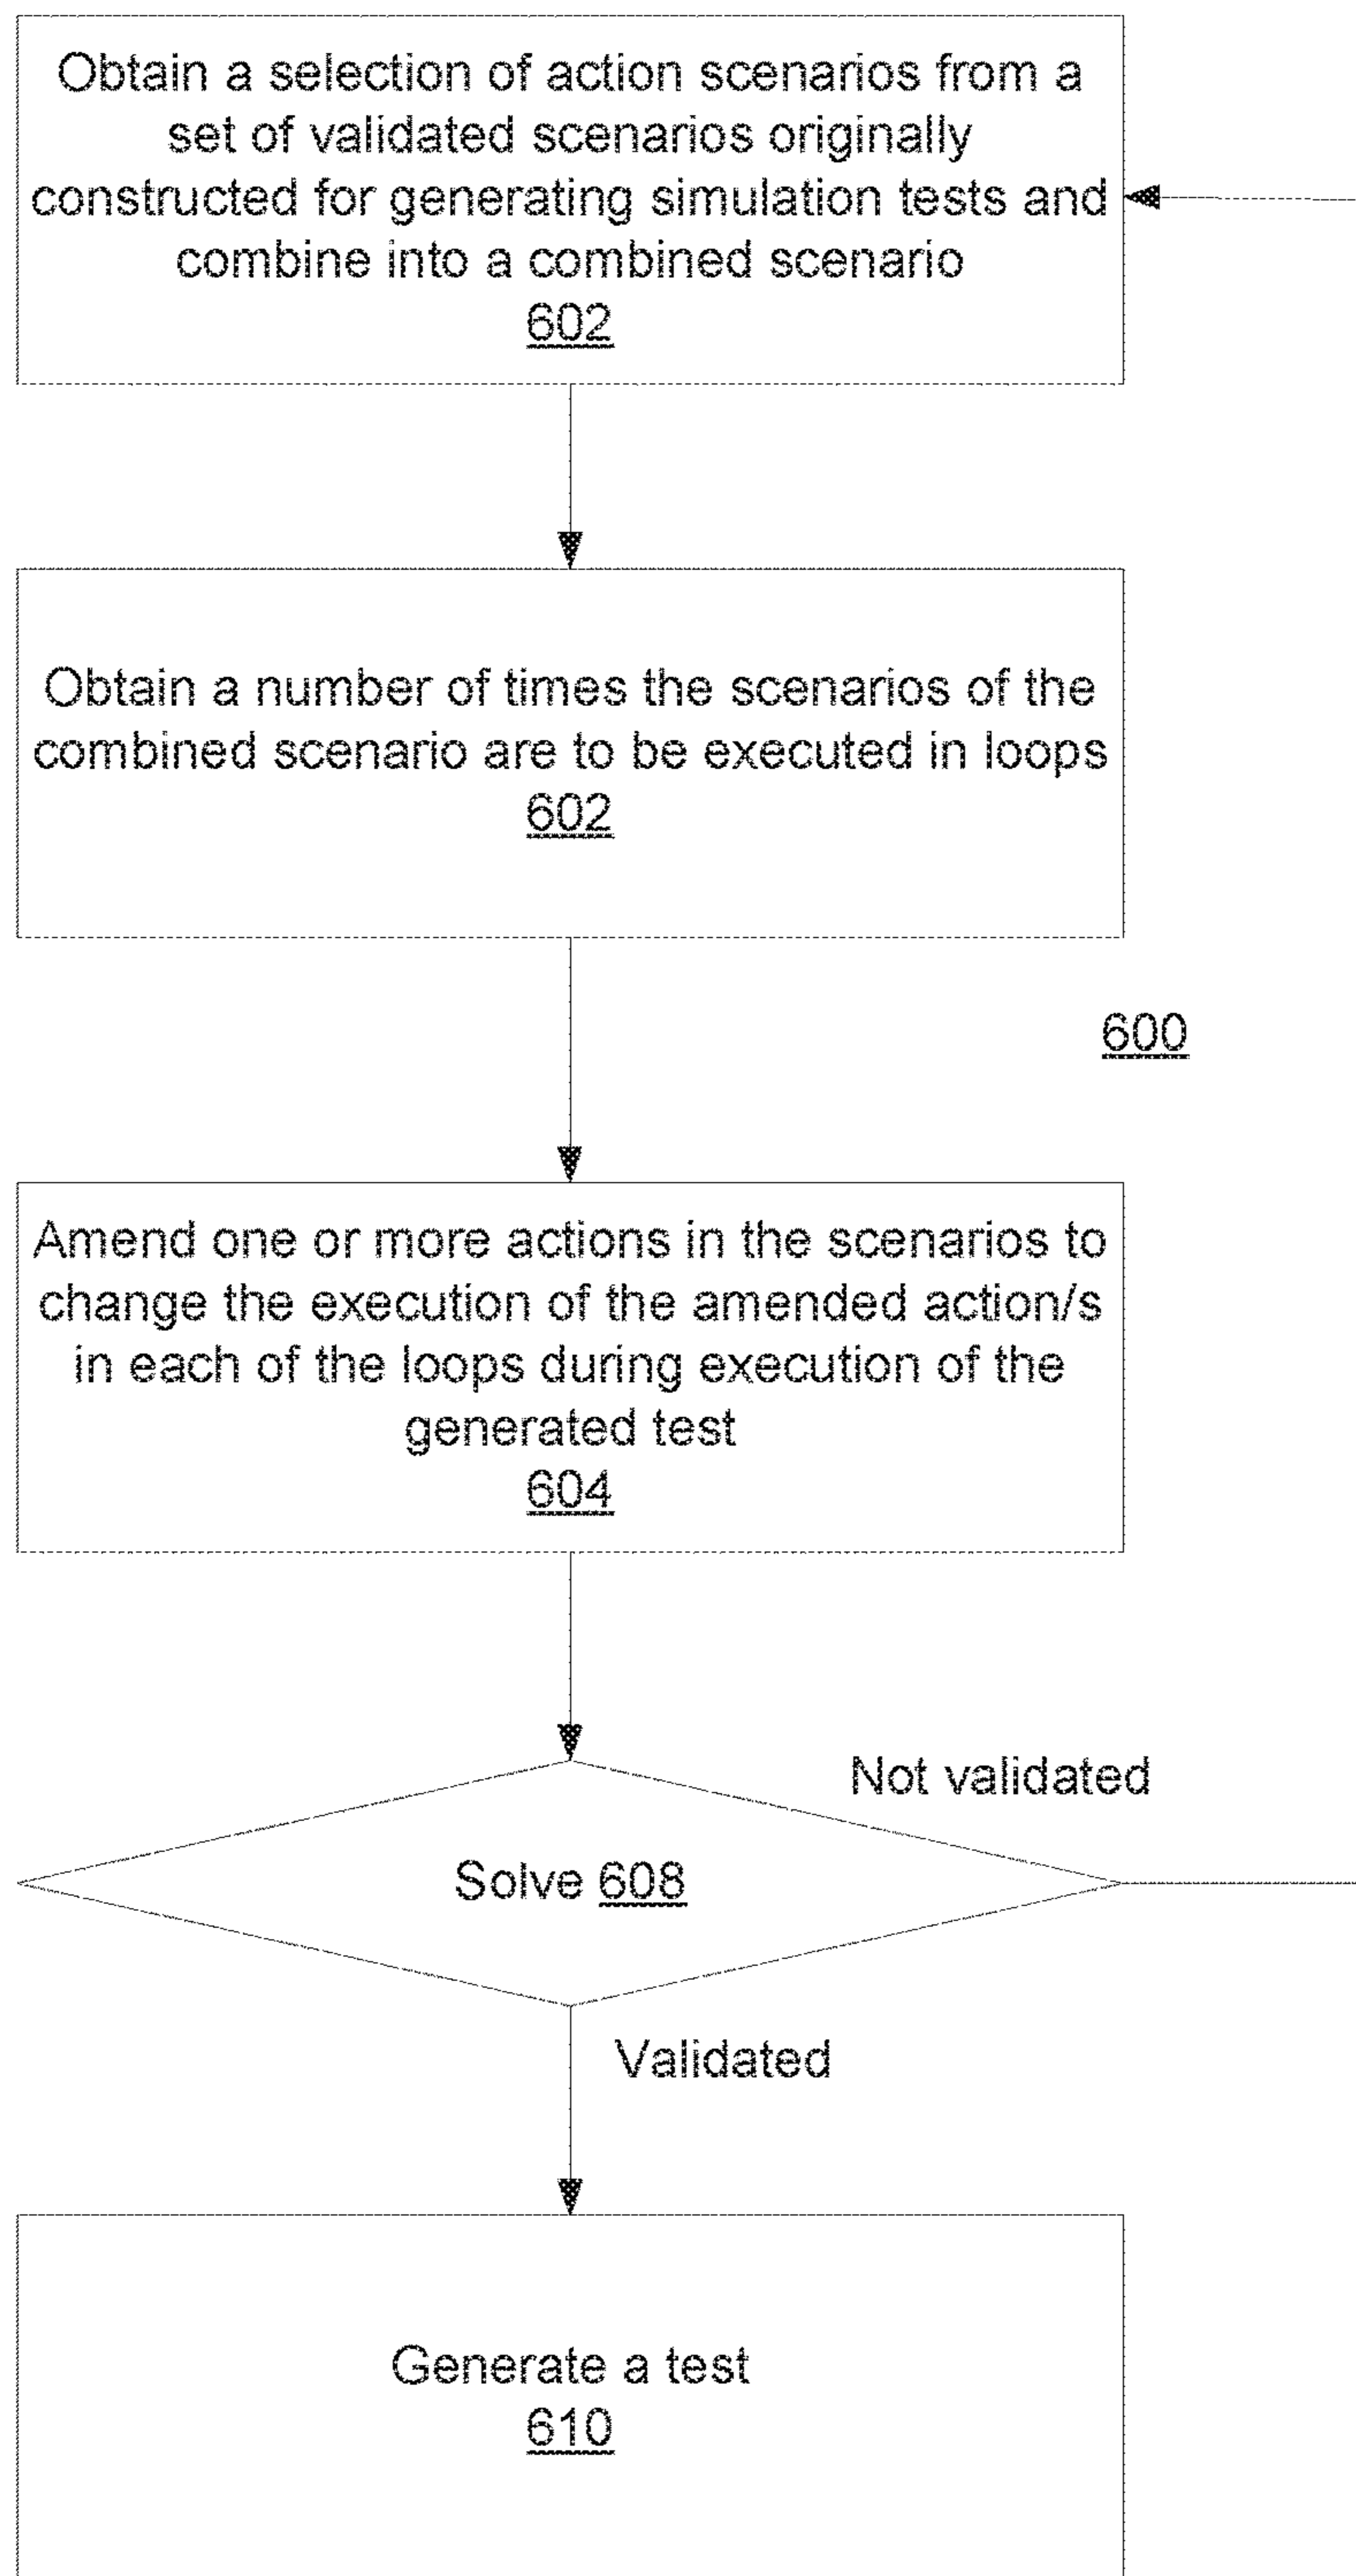 Obtain a selection of action scenarios from a
set of validated scenarios originally
constructed for generating simulation tests and
combine into a combined scenario
602
Obtain a number of times the scenarios of the
combined scenario are to be executed in loops
602
600
Amend one or more actions in the scenarios to
change the execution of the amended action/s
in each of the loops during execution of the
generated test
604
Not validated
Solve 608
Validated
Generate a test
610